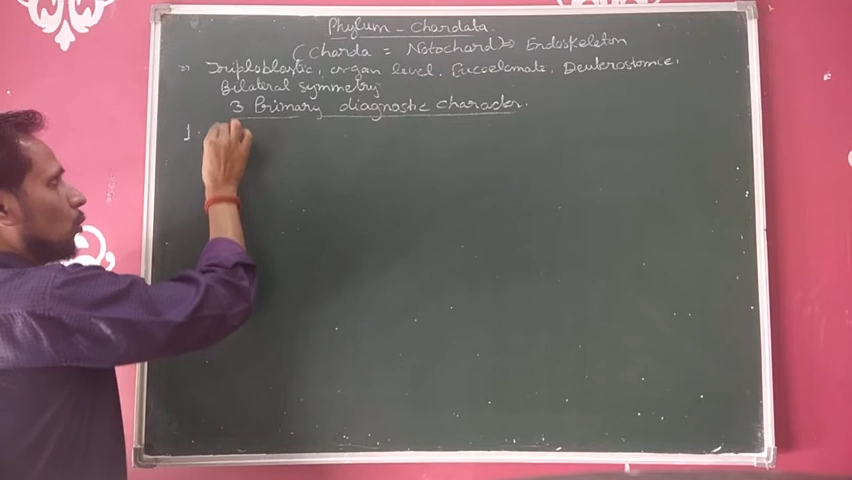 Phylum - Chordata
(Chorda = Notochord) ⇒ Endoskeleton
⇒ Triploblastic, organ level. Eucoelomate, Deuterostomic,
Bilateral symmetry
3 Primary diagnostic character.
1.